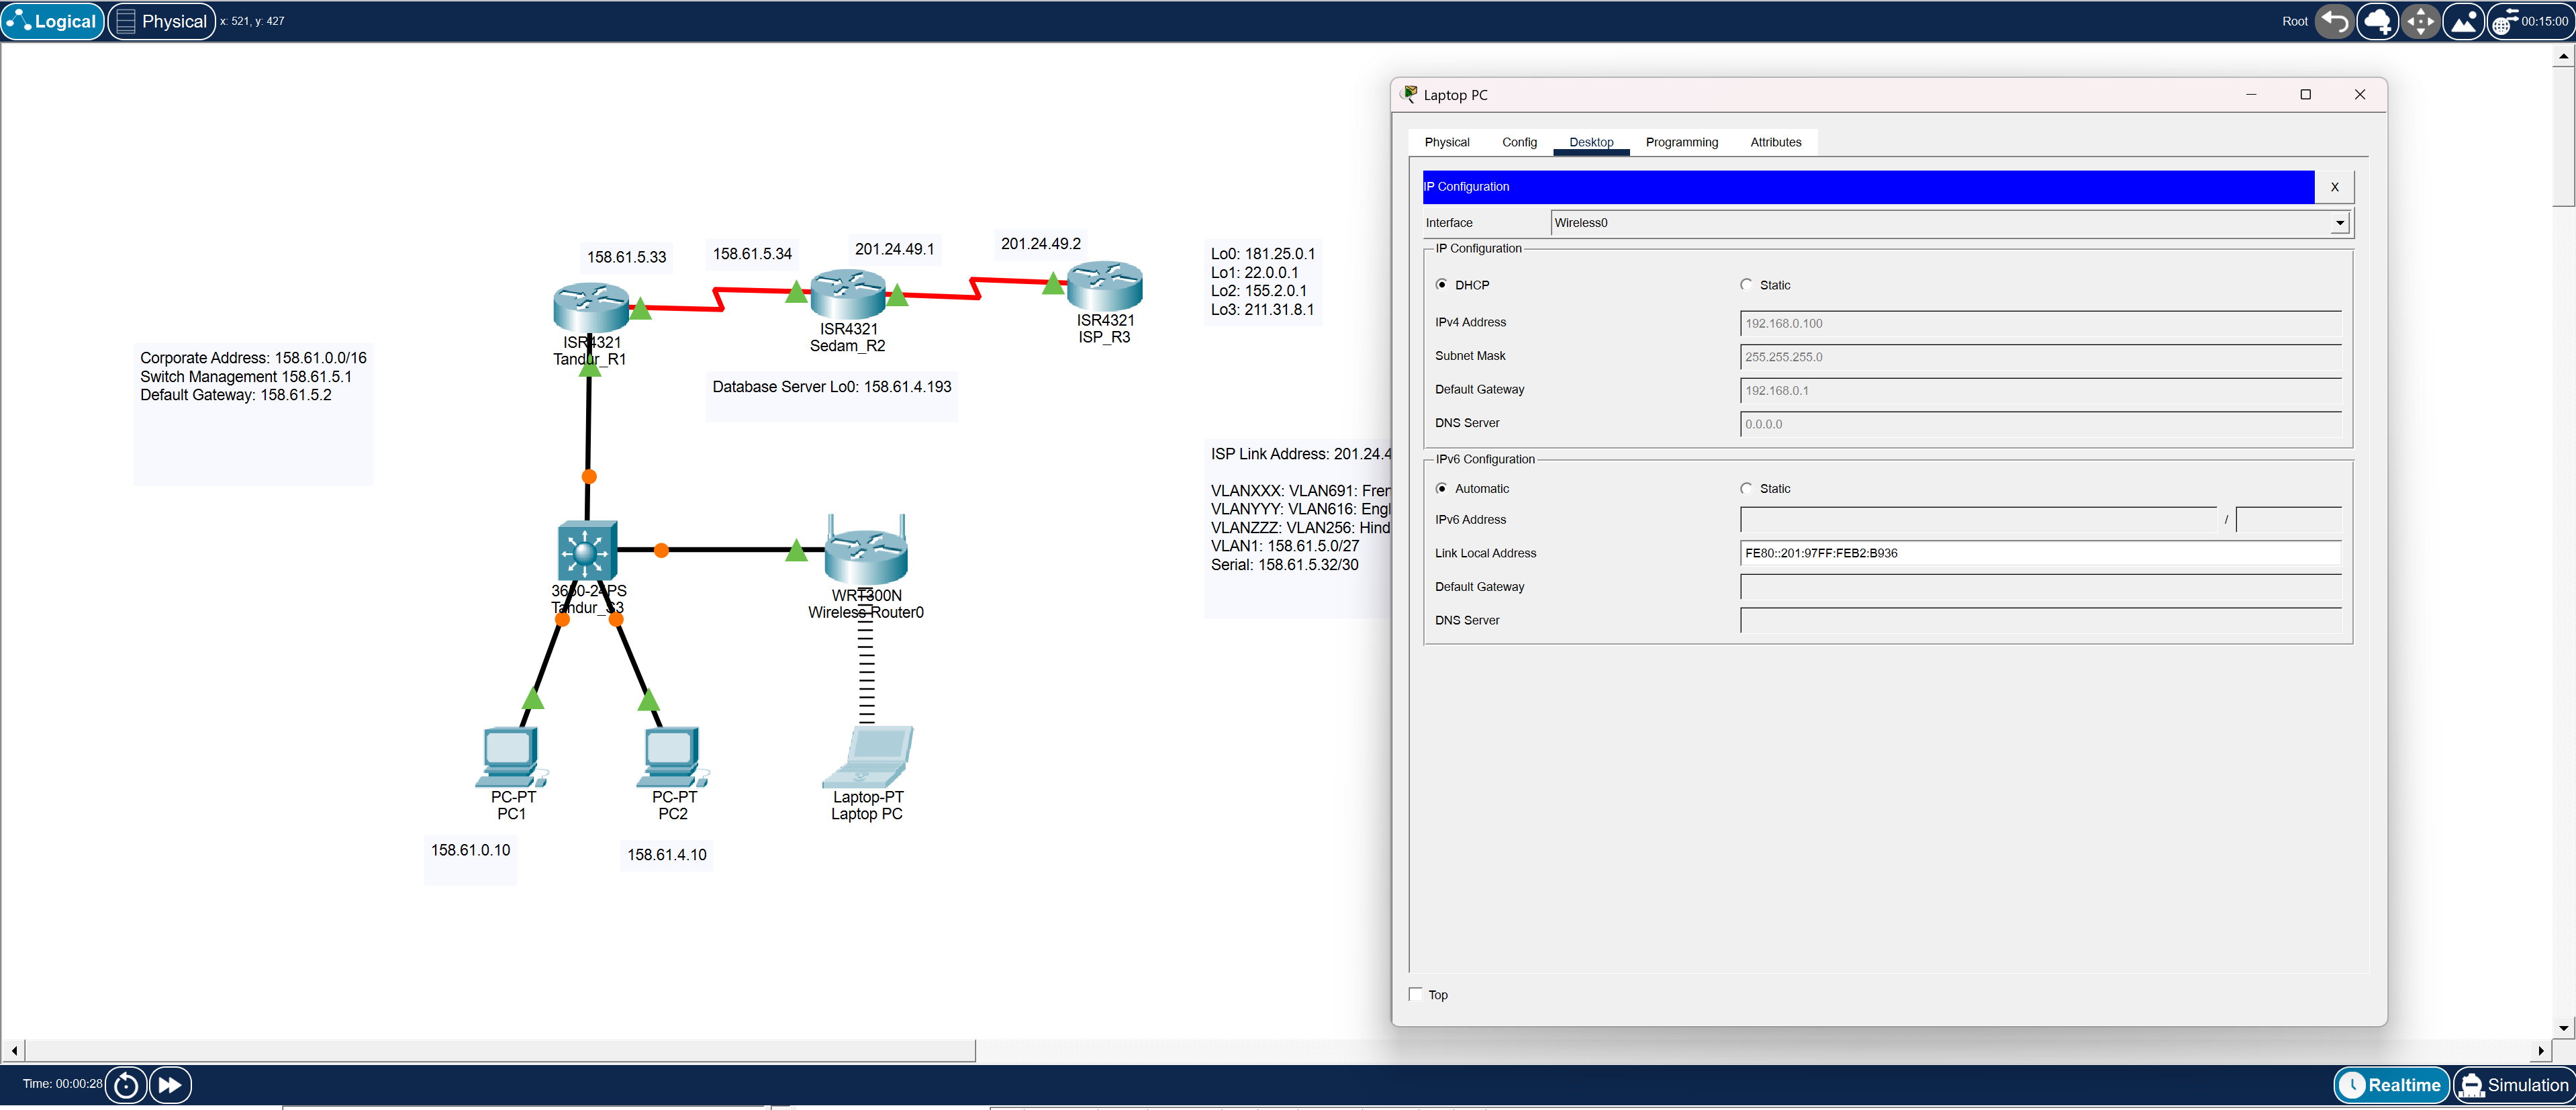 Logical
Physical
x: 521, y: 427
Root
00:15:00
158.61.5.33
158.61.5.34
201.24.49.1
201.24.49.2
Lo0: 181.25.0.1
Lo1: 22.0.0.1
Lo2: 155.2.0.1
Lo3: 211.31.8.1
ISR4321
Tandur_R1
ISR4321
Sedam_R2
ISR4321
ISP_R3
Corporate Address: 158.61.0.0/16
Switch Management 158.61.5.1
Default Gateway: 158.61.5.2
Database Server Lo0: 158.61.4.193
ISP Link Address: 201.24.4
VLANXXX: VLAN691: Fren
VLANYYY: VLAN616: Engl
VLANZZZ: VLAN256: Hind
VLAN1: 158.61.5.0/27
Serial: 158.61.5.32/30
3650-24PS
Tandur_S3
WRT300N
Wireless Router0
PC-PT
PC1
PC-PT
PC2
Laptop-PT
Laptop PC
158.61.0.10
158.61.4.10
Laptop PC
Physical
Config
Desktop
Programming
Attributes
IP Configuration
X
Interface
Wireless0
IP Configuration
DHCP
Static
IPv4 Address
192.168.0.100
Subnet Mask
255.255.255.0
Default Gateway
192.168.0.1
DNS Server
0.0.0.0
IPv6 Configuration
Automatic
Static
IPv6 Address
/
Link Local Address
FE80::201:97FF:FEB2:B936
Default Gateway
DNS Server
Top
Time: 00:00:28
Realtime
Simulation